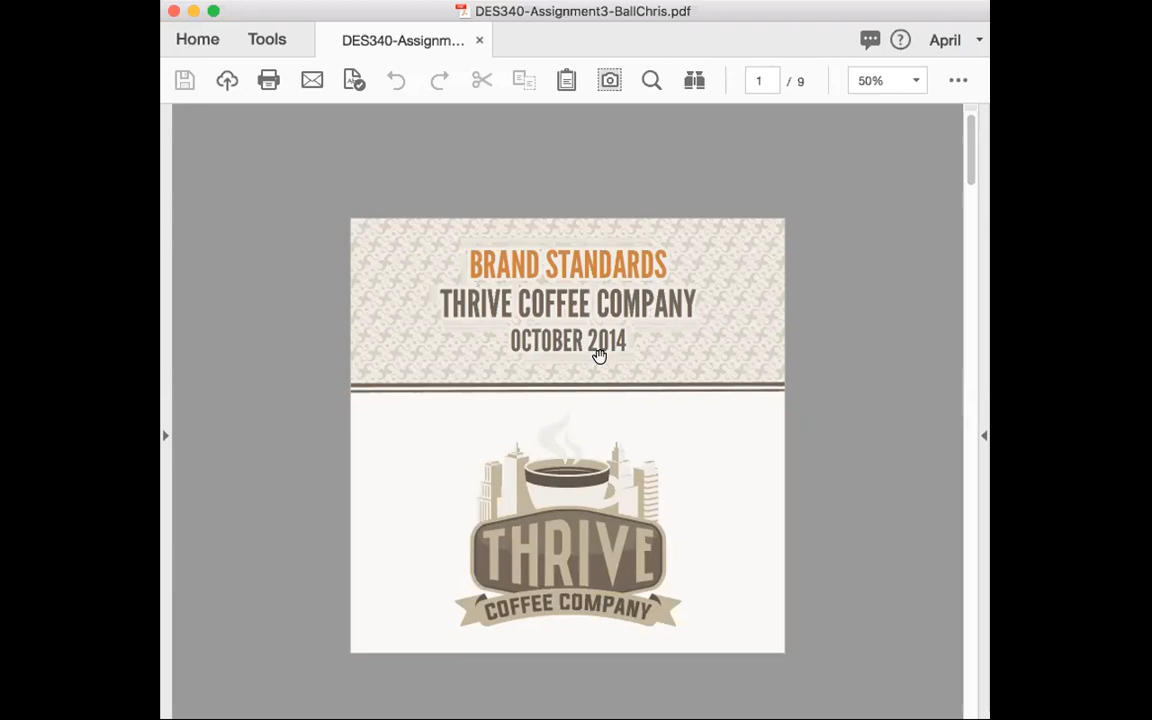 DES340-Assignment3-BallChris.pdf
Home Tools DES340-Assignm... × April
1 / 9 50%
BRAND STANDARDS
THRIVE COFFEE COMPANY
OCTOBER 2014
THRIVE
COFFEE COMPANY